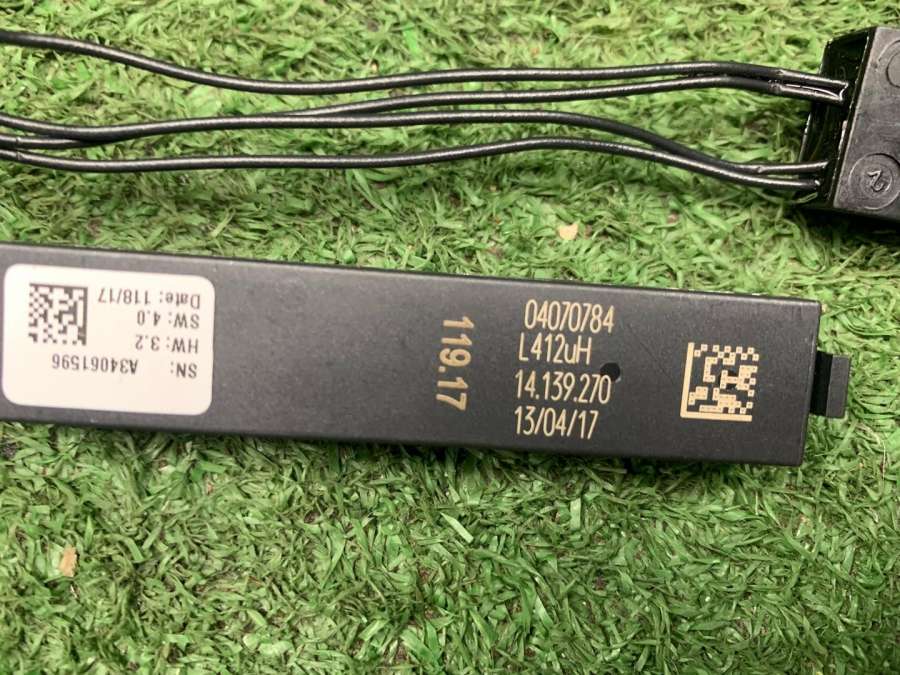 SN:
A34061596
HW: 3.2
SW: 4.0
Date: 118/17
119.17
04070784
L412uH
14.139.270
13/04/17
2